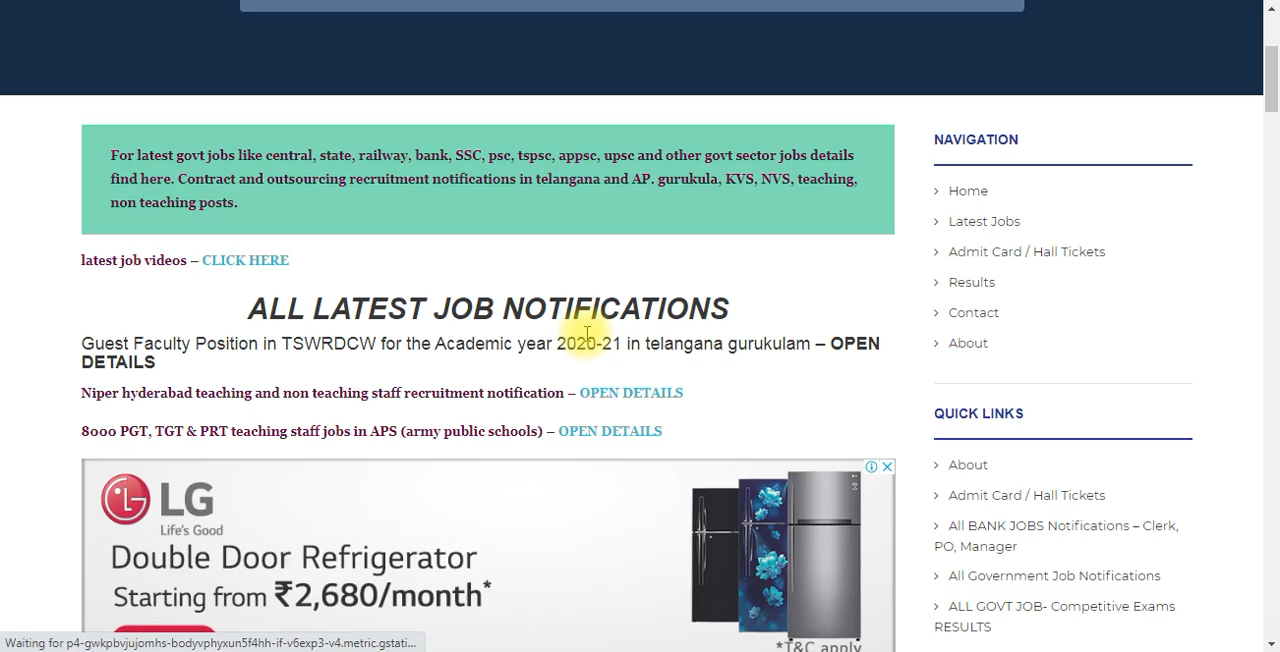 For latest govt jobs like central, state, railway, bank, SSC, psc, tspsc, appsc, upsc and other govt sector jobs details
find here. Contract and outsourcing recruitment notifications in telangana and AP. gurukula, KVS, NVS, teaching,
non teaching posts.
latest job videos – CLICK HERE
ALL LATEST JOB NOTIFICATIONS
Guest Faculty Position in TSWRDCW for the Academic year 2020-21 in telangana gurukulam – OPEN
DETAILS
Niper hyderabad teaching and non teaching staff recruitment notification – OPEN DETAILS
8000 PGT, TGT & PRT teaching staff jobs in APS (army public schools) – OPEN DETAILS
LG
Life's Good
Double Door Refrigerator
Starting from ₹2,680/month*
*T&C apply
NAVIGATION
Home
Latest Jobs
Admit Card / Hall Tickets
Results
Contact
About
QUICK LINKS
About
Admit Card / Hall Tickets
All BANK JOBS Notifications – Clerk,
PO, Manager
All Government Job Notifications
ALL GOVT JOB- Competitive Exams
RESULTS
Waiting for p4-gwkpbvjujomhs-bodyvphyxun5f4hh-if-v6exp3-v4.metric.gstati...